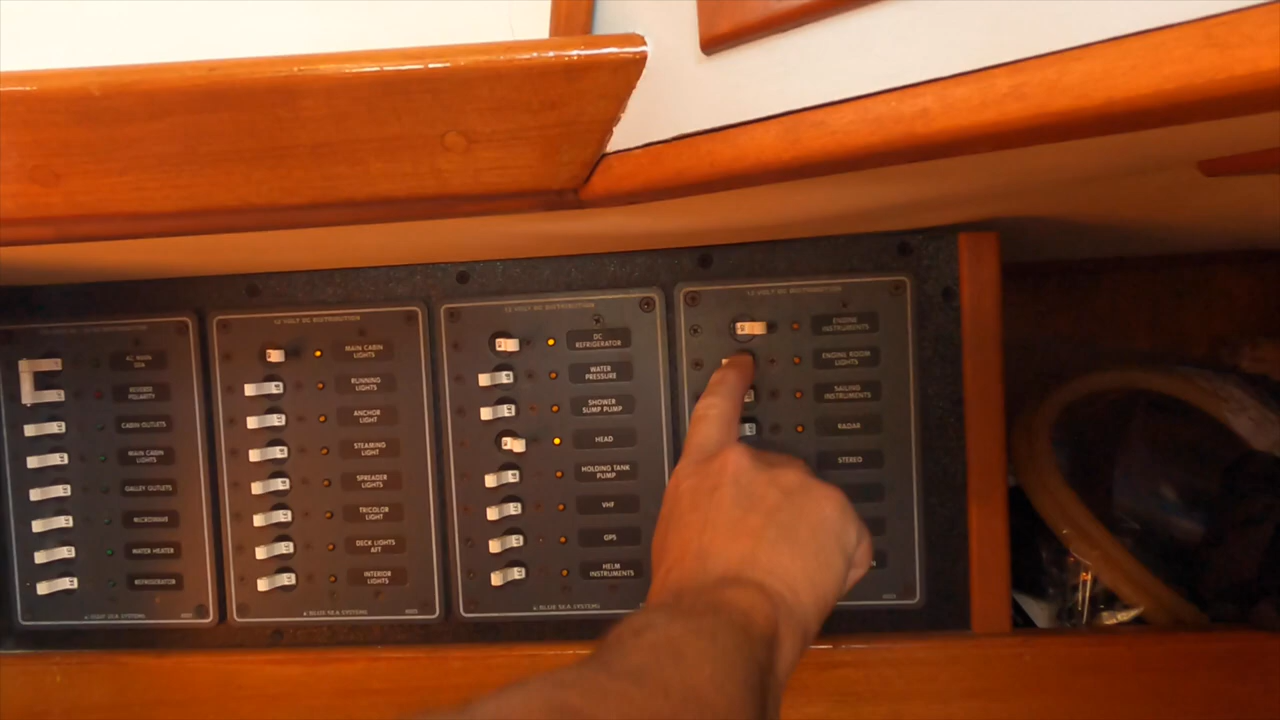 AC MAIN
REVERSE
POLARITY
CABIN OUTLETS
MAIN CABIN
LIGHTS
GALLEY OUTLETS
MICROWAVE
WATER HEATER
REFRIGERATOR
12 VOLT DC DISTRIBUTION
MAIN CABIN
LIGHTS
RUNNING
LIGHTS
ANCHOR
LIGHT
STEAMING
LIGHT
SPREADER
LIGHTS
TRICOLOR
LIGHT
DECK LIGHTS
AFT
INTERIOR
LIGHTS
BLUE SEA SYSTEMS
12 VOLT DC DISTRIBUTION
DC
REFRIGERATOR
WATER
PRESSURE
SHOWER
SUMP PUMP
HEAD
HOLDING TANK
PUMP
VHF
GPS
HELM
INSTRUMENTS
BLUE SEA SYSTEMS
12 VOLT DC DISTRIBUTION
ENGINE
INSTRUMENTS
ENGINE ROOM
LIGHTS
SAILING
INSTRUMENTS
RADAR
STEREO